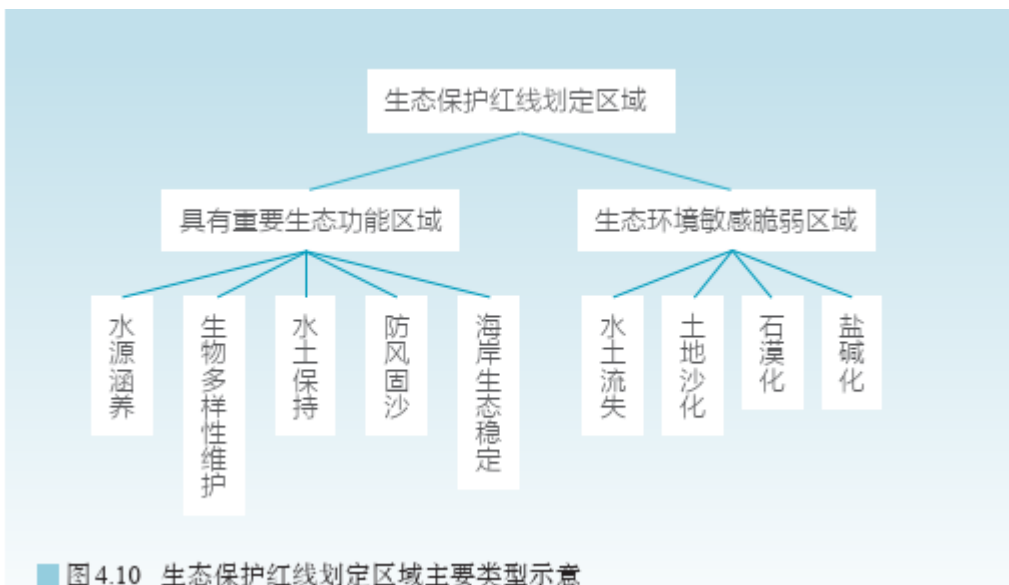 生态保护红线划定区域
具有重要生态功能区域
生态环境敏感脆弱区域
水源涵养
生物多样性维护
水土保持
防风固沙
海岸生态稳定
水土流失
土地沙化
石漠化
盐碱化
图4.10 生态保护红线划定区域主要类型示意